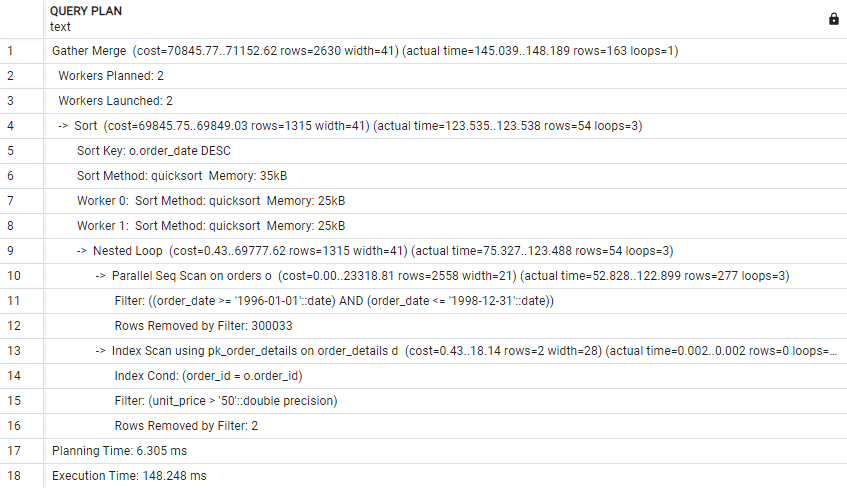 QUERY PLAN
text
1 Gather Merge (cost=70845.77..71152.62 rows=2630 width=41) (actual time=145.039..148.189 rows=163 loops=1)
2 Workers Planned: 2
3 Workers Launched: 2
4 -> Sort (cost=69845.75..69849.03 rows=1315 width=41) (actual time=123.535..123.538 rows=54 loops=3)
5 Sort Key: o.order_date DESC
6 Sort Method: quicksort Memory: 35kB
7 Worker 0: Sort Method: quicksort Memory: 25kB
8 Worker 1: Sort Method: quicksort Memory: 25kB
9 -> Nested Loop (cost=0.43..69777.62 rows=1315 width=41) (actual time=75.327..123.488 rows=54 loops=3)
10 -> Parallel Seq Scan on orders o (cost=0.00..23318.81 rows=2558 width=21) (actual time=52.828..122.899 rows=277 loops=3)
11 Filter: ((order_date >= '1996-01-01'::date) AND (order_date <= '1998-12-31'::date))
12 Rows Removed by Filter: 300033
13 -> Index Scan using pk_order_details on order_details d (cost=0.43..18.14 rows=2 width=28) (actual time=0.002..0.002 rows=0 loops=...
14 Index Cond: (order_id = o.order_id)
15 Filter: (unit_price > '50'::double precision)
16 Rows Removed by Filter: 2
17 Planning Time: 6.305 ms
18 Execution Time: 148.248 ms